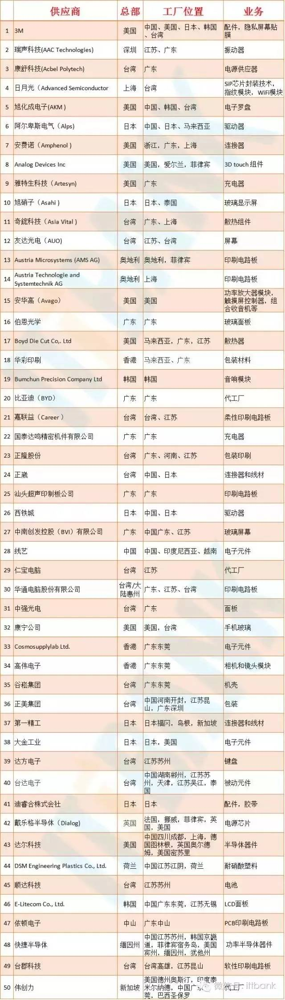 供应商 总部 工厂位置 业务
1 3M 美国 中国、美国、日本、韩国
、台湾 配件，隐私屏幕贴
膜
2 瑞声科技(AAC Technologies) 深圳 江苏、广东 振动器
3 康舒科技(Acbel Polytech) 台湾 广东 电源供应器
4 日月光（Advanced Semiconductor 上海 台湾 SiP芯片封装技术，
指纹模块，WiFi模块
5 旭化成电子(AKM ) 美国 中国、韩国、台湾 电子罗盘
6 阿尔卑斯电气（Alps) 日本 中国、日本、马来西亚 驱动器
7 安费诺（Amphenol ) 美国 浙江，广东，上海 连接器
8 Analog Devices Inc 美国 美国，爱尔兰，菲律宾 3D touch 组件
9 雅特生科技（Artesyn) 美国 广东 充电器
10 旭硝子（Asahi ) 日本 日本、泰国 玻璃显示屏
11 奇鋐科技（Asia Vital ) 台湾 广东、上海 散热组件
12 友达光电（AUO) 台湾 江苏、台湾 屏幕
13 Austria Microsystems (AMS AG) 奥地利 奥地利，菲律宾 印刷电路板
14 Austria Technologie and
Systemtechnik AG 奥地利 上海 印刷电路板
15 安华高（Avago） 美国 美国 功率放大器模块，
触摸屏控制器，组
合收音机等
16 伯恩光学 广东 广东 玻璃面板
17 Boyd Die Cut Co,. Ltd 美国 马来西亚，广东，江苏 散热器
18 华彩印刷 香港 马来西亚、广东 包装材料
19 Bumchun Precision Company Ltd 韩国 韩国 音响模块
20 比亚迪（BYD） 广东 广东 代工厂
21 嘉联益（Career ） 台湾 台湾、江苏 柔性印刷电路板
22 国泰达鸣精密机件有限公司 广东 广东 充电器
23 正隆股份 台湾 广东、河南、江苏 包装印刷
24 正崴 台湾 中国、日本 连接器和线材
25 汕头超声印制板公司 广东 广东 印刷电路板
26 西铁城 日本 中国、日本 驱动器
27 中南创发控股（BVI）有限公司 广东 中国广东、江苏 玻璃屏幕
28 线艺 中国 中国、印度尼西亚、越南 电子元件
29 仁宝电脑 台湾 江苏 代工厂
30 华通电脑股份有限公司 台湾/大
陆惠州 广东、江苏、台湾 印刷电路板
31 中强光电 台湾 广东 面板
32 康宁公司 美国 美国，台湾 手机玻璃
33 Cosmosupplylab Ltd. 香港 广东东莞 电子元件
34 高伟电子 香港 广东东莞 相机和镜头模块
35 谷崧集团 台湾 广东东莞 机壳
36 正美集团 台湾 中国河南开封，江苏昆
山，广东深圳 包装
37 第一精工 日本 日本福冈，岛根，新加坡 连接器和线材
38 大金工业 日本 日本，美国 电子元件
39 达方电子 台湾 江苏苏州 键盘
40 台达电子 台湾 中国湖南郴州，江苏苏
州，天津，江苏吴江，泰
国 被动元件
41 迪睿合株式会社 日本 日本 配件，胶带
42 戴乐格半导体（Dialog) 英国 法国，挪威，菲律宾，英
国，美国 电源芯片
43 达尔科技 美国 中国四川成都，上海，德
国图林根，英国奥尔德
姆，美国密苏里 半导体器件
44 DSM Engineering Plastics Co., Ltd. 荷兰 中国江苏江阴，荷兰 耐硝酸塑料
45 顺达科技 台湾 江苏苏州 电池
46 E-Litecom Co., Ltd. 韩国 中国广东东莞，江苏无锡 LCD面板
47 依顿电子 中山 广东中山 PCB印刷电路板
48 快捷半导体 缅因州 中国江苏苏州，韩国京畿
道，菲律宾宿务岛，美国
宾州，缅因州，犹他州 功率半导体器件
49 台郡科技 台湾 台湾高雄，江苏昆山 软性印刷电路板
50 伟创力 新加坡 美国德州奥斯汀，印度泰
米尔纳德，中国广东
莞，巴西圣保罗 代工厂
微信号: ittbank